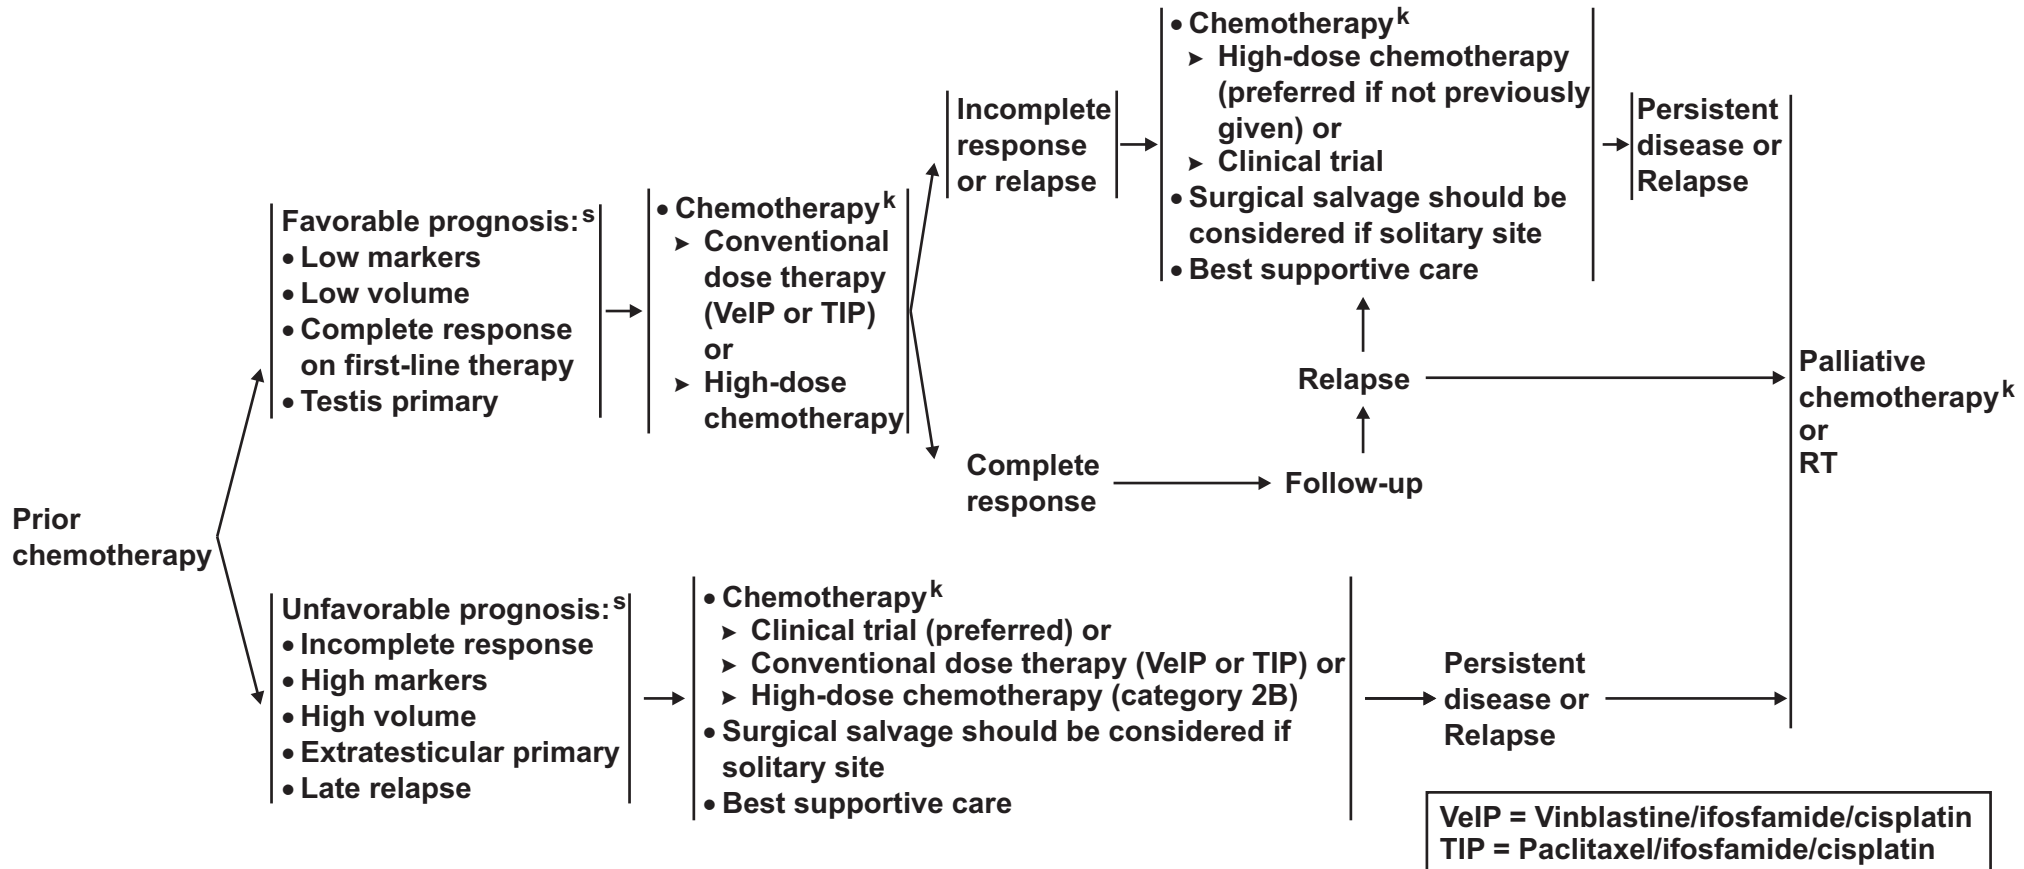 Prior
chemotherapy
Favorable prognosis:s
• Low markers
• Low volume
• Complete response
on first-line therapy
• Testis primary
• Chemotherapyk
➤ Conventional
dose therapy
(VeIP or TIP)
or
➤ High-dose
chemotherapy
Incomplete
response
or relapse
• Chemotherapyk
➤ High-dose chemotherapy
(preferred if not previously
given) or
➤ Clinical trial
• Surgical salvage should be
considered if solitary site
• Best supportive care
Persistent
disease or
Relapse
Complete
response
Follow-up
Relapse
Palliative
chemotherapyk
or
RT
Unfavorable prognosis:s
• Incomplete response
• High markers
• High volume
• Extratesticular primary
• Late relapse
• Chemotherapyk
➤ Clinical trial (preferred) or
➤ Conventional dose therapy (VeIP or TIP) or
➤ High-dose chemotherapy (category 2B)
• Surgical salvage should be considered if
solitary site
• Best supportive care
Persistent
disease or
Relapse
VeIP = Vinblastine/ifosfamide/cisplatin
TIP = Paclitaxel/ifosfamide/cisplatin